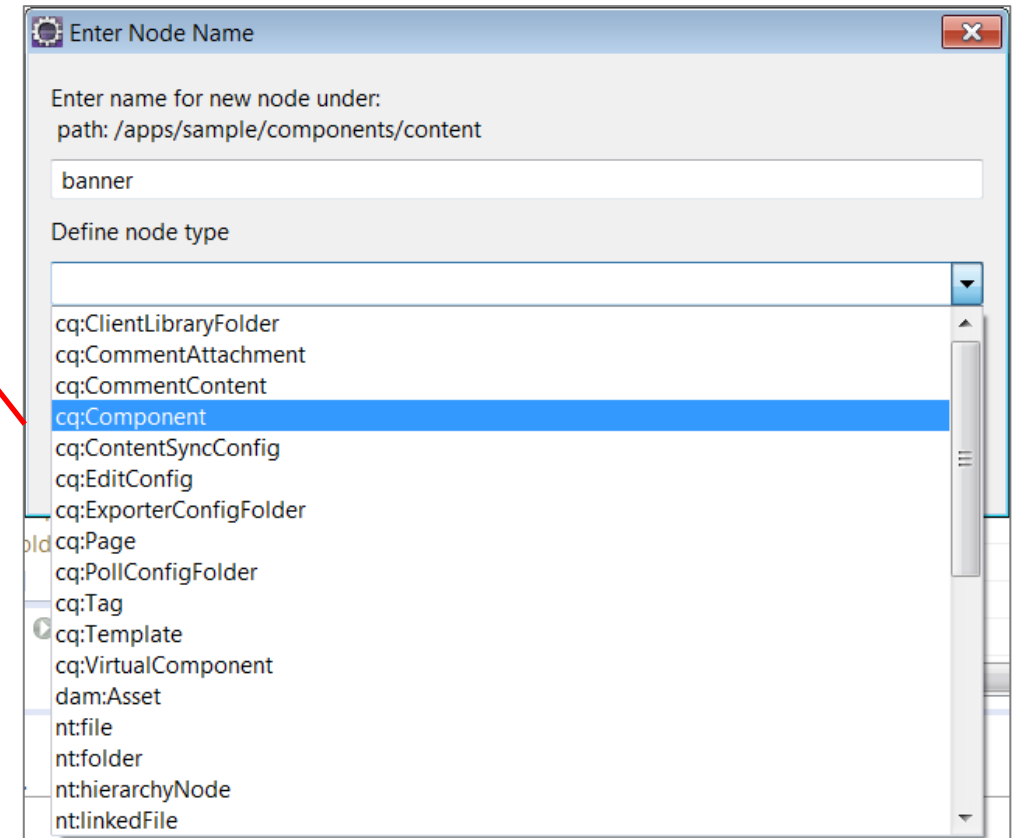 Enter Node Name
Enter name for new node under:
path: /apps/sample/components/content
banner
Define node type
cq:ClientLibraryFolder
cq:CommentAttachment
cq:CommentContent
cq:Component
cq:ContentSyncConfig
cq:EditConfig
cq:ExporterConfigFolder
cq:Page
cq:PollConfigFolder
cq:Tag
cq:Template
cq:VirtualComponent
dam:Asset
nt:file
nt:folder
nt:hierarchyNode
nt:linkedFile